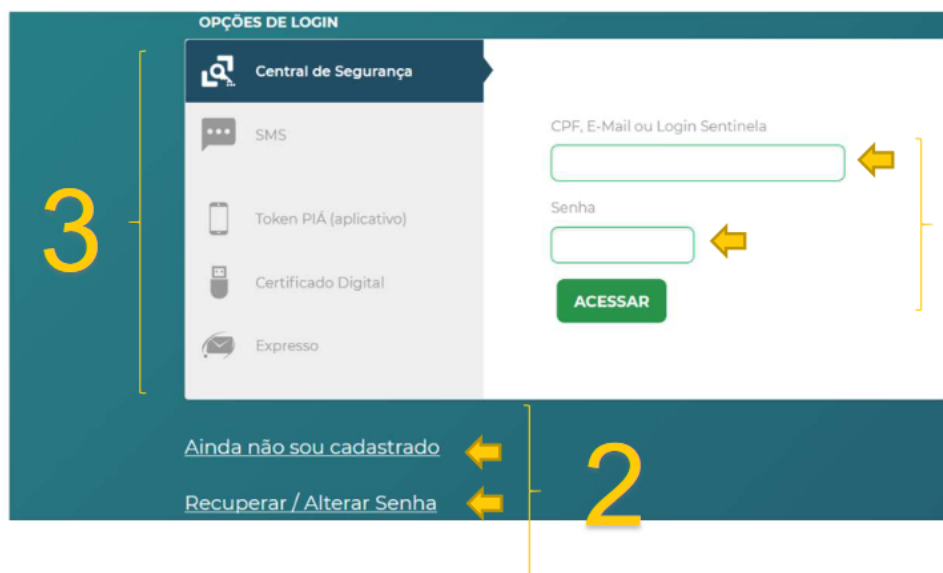 OPÇÕES DE LOGIN
Central de Segurança
SMS
Token PIÁ (aplicativo)
Certificado Digital
Expresso
3
CPF, E-Mail ou Login Sentinela
Senha
ACESSAR
Ainda não sou cadastrado
Recuperar / Alterar Senha
2